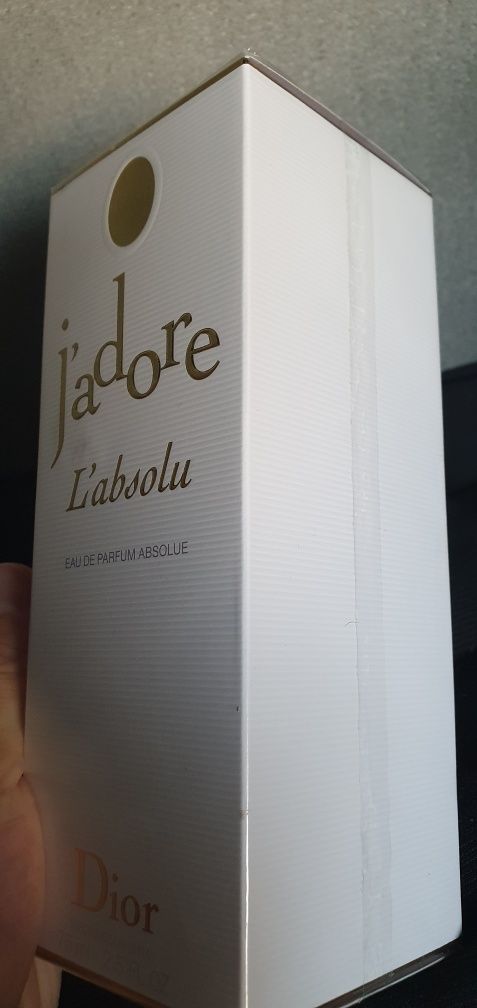 j'adore
L'absolu
EAU DE PARFUM ABSOLUE
Dior